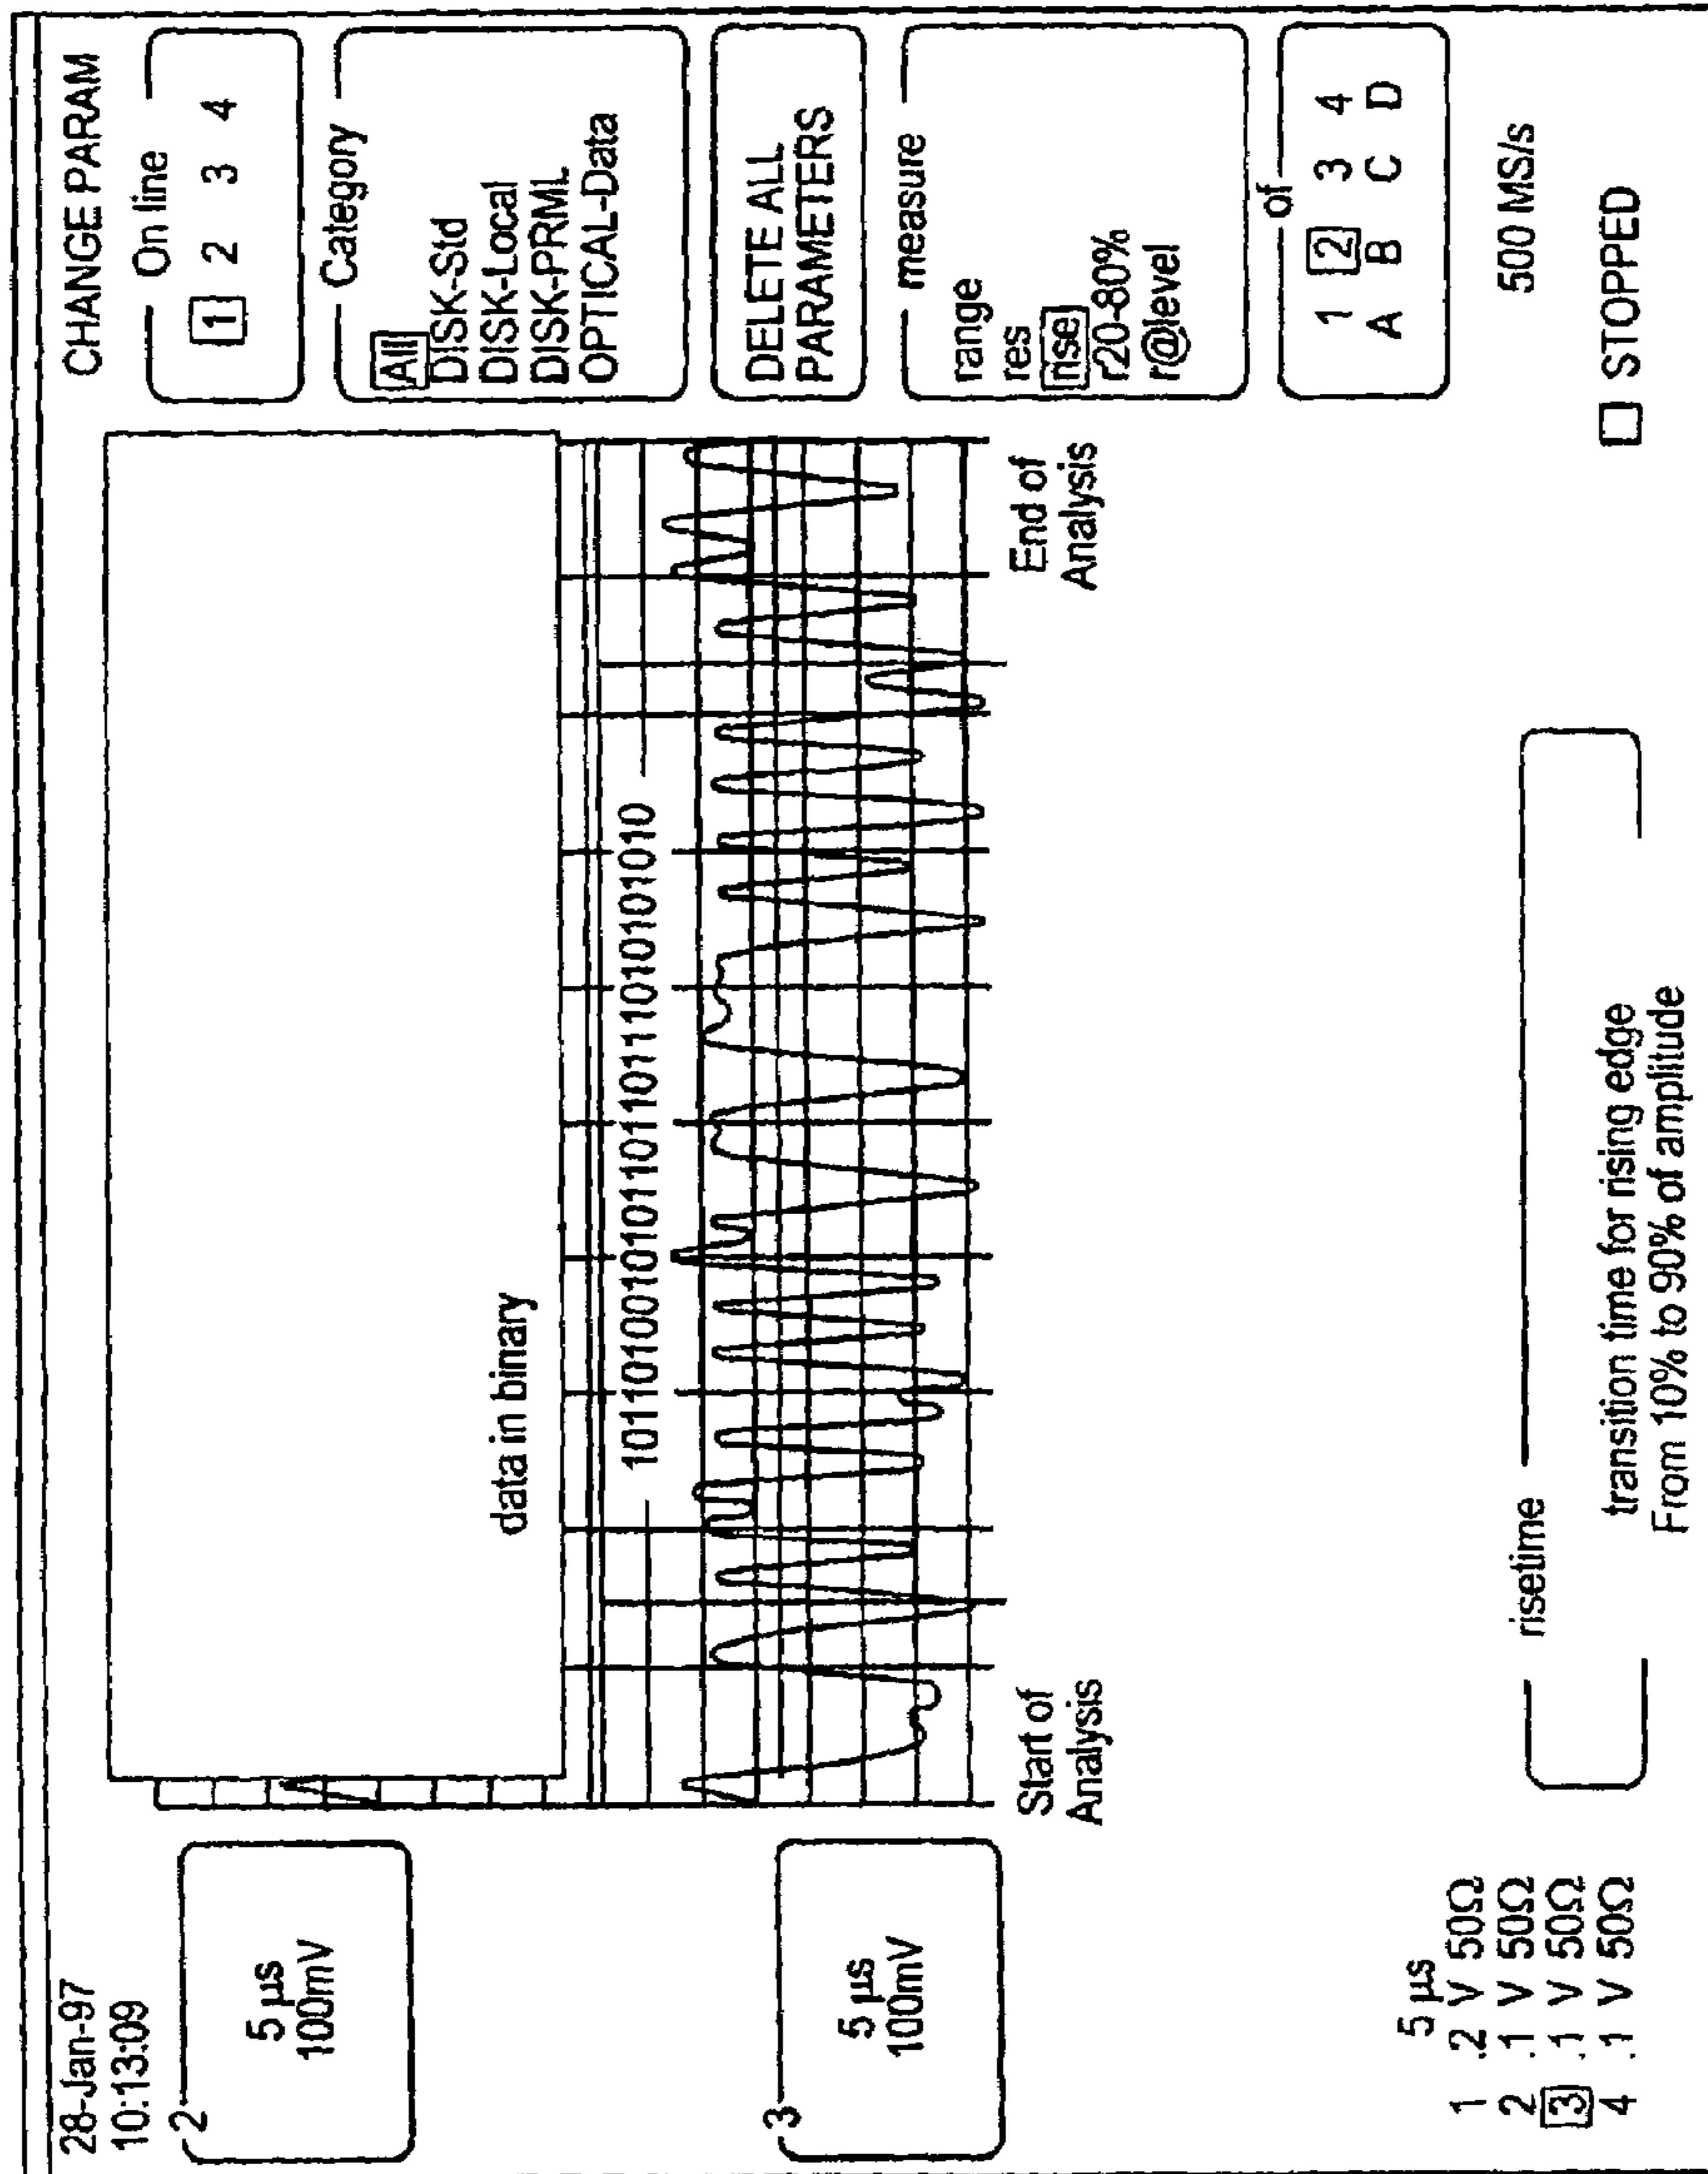 28-Jan-97
10:13:09
CHANGE PARAM
2
5 µs
100mV
On line
1 2 3 4
Category
All
DISK-Std
DISK-Local
DISK-PRML
OPTICAL-Data
data in binary
10110100101010110110111010101010
DELETE ALL
PARAMETERS
3
5 µs
100mV
measure
range
res
rise
r20-80%
r@level
Start of
Analysis
End of
Analysis
of
1 2 3 4
A B C D
5 µs
1 .2 V 50Ω
2 .1 V 50Ω
3 .1 V 50Ω
4 .1 V 50Ω
500 MS/s
risetime
transition time for rising edge
From 10% to 90% of amplitude
STOPPED